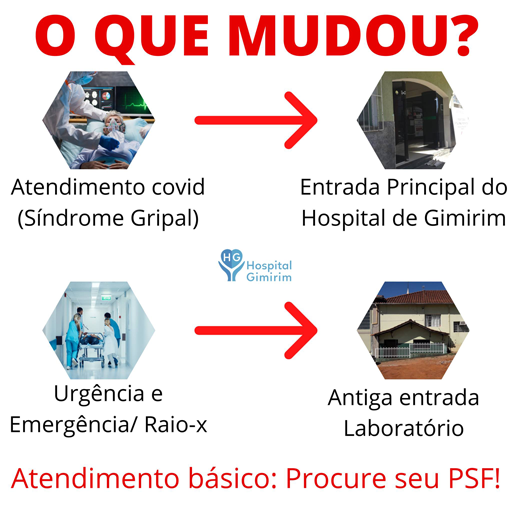 O QUE MUDOU?
Atendimento covid
(Síndrome Gripal)
Entrada Principal do
Hospital de Gimirim
HG
Hospital
Gimirim
Urgência e
Emergência/ Raio-x
Antiga entrada
Laboratório
Atendimento básico: Procure seu PSF!